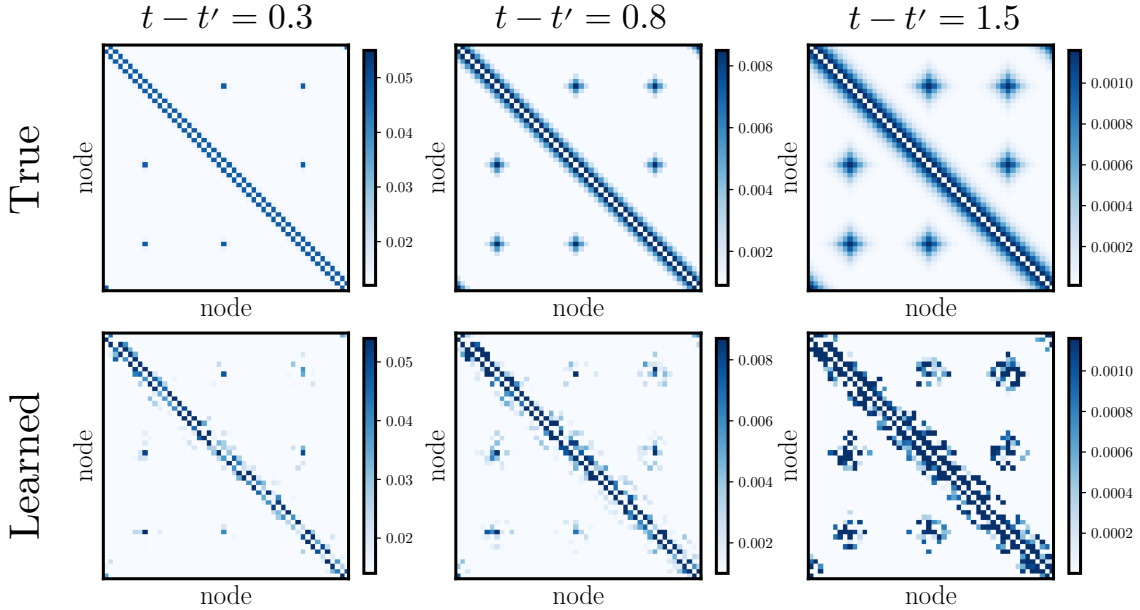 t − t′ = 0.3
t − t′ = 0.8
t − t′ = 1.5
True
node
0.05
0.04
0.03
0.02
node
node
0.008
0.006
0.004
0.002
node
node
0.0010
0.0008
0.0006
0.0004
0.0002
node
Learned
node
0.05
0.04
0.03
0.02
node
node
0.008
0.006
0.004
0.002
node
node
0.0010
0.0008
0.0006
0.0004
0.0002
node